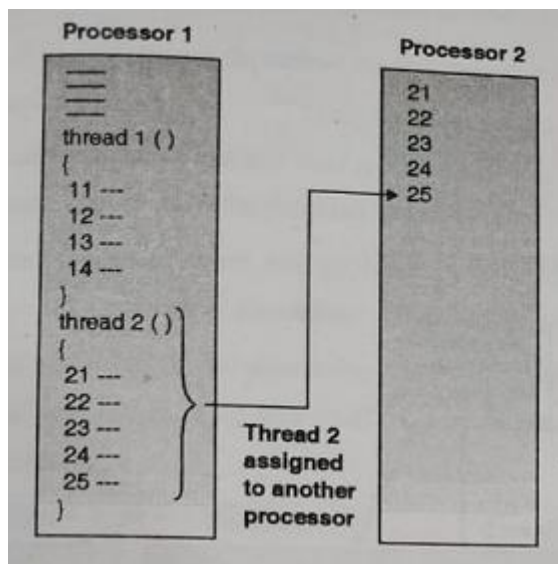 Processor 1
thread 1 ( )
{
11 ---
12 ---
13 ---
14 ---
}
thread 2 ( )
{
21 ---
22 ---
23 ---
24 ---
25 ---
}
Thread 2
assigned
to another
processor
Processor 2
21
22
23
24
25